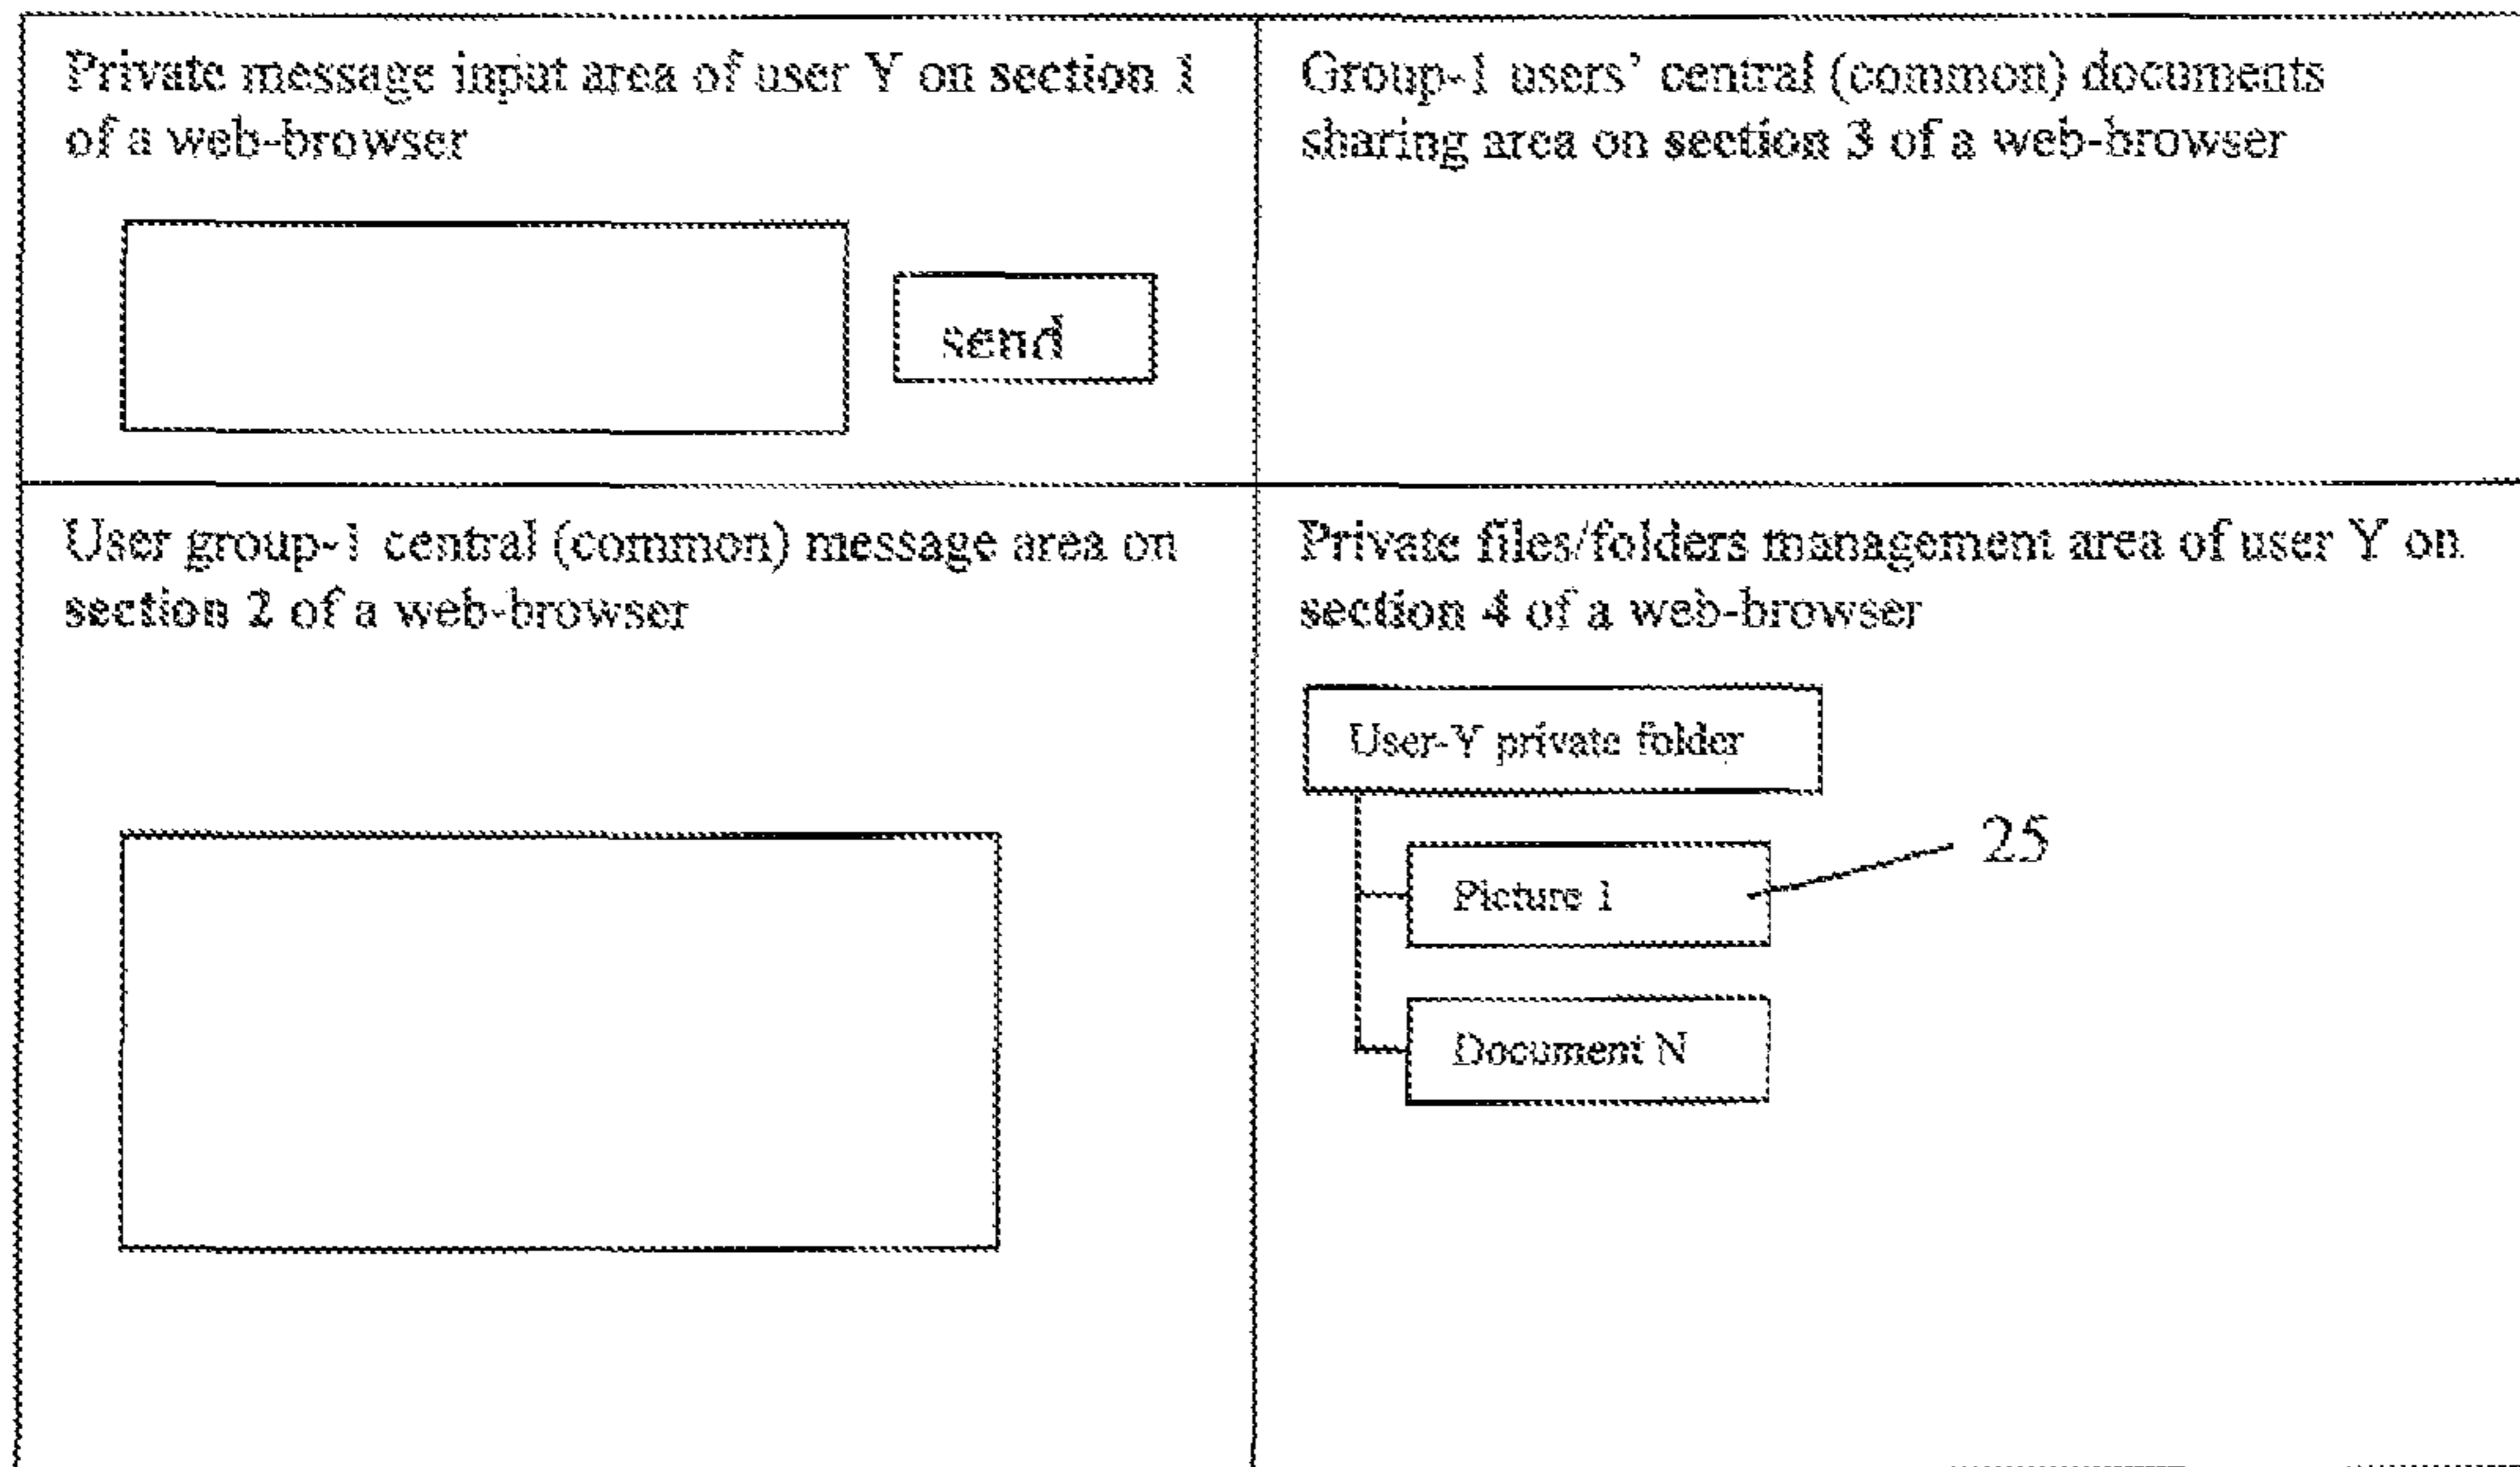 Private message input area of user Y on section 1
of a web-browser
send
Group-1 users' central (common) documents
sharing area on section 3 of a web-browser
User group-1 central (common) message area on
section 2 of a web-browser
Private files/folders management area of user Y on
section 4 of a web-browser
User-Y private folder
Picture 1
25
Document N